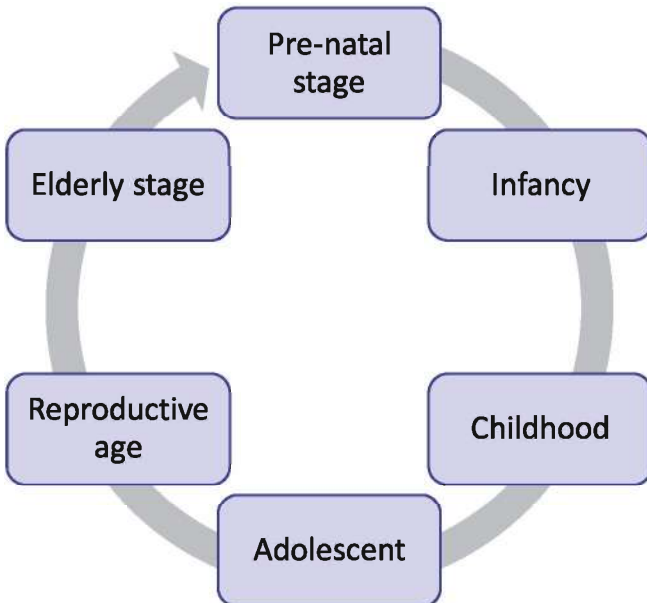 Pre-natal
stage
Infancy
Childhood
Adolescent
Reproductive
age
Elderly stage